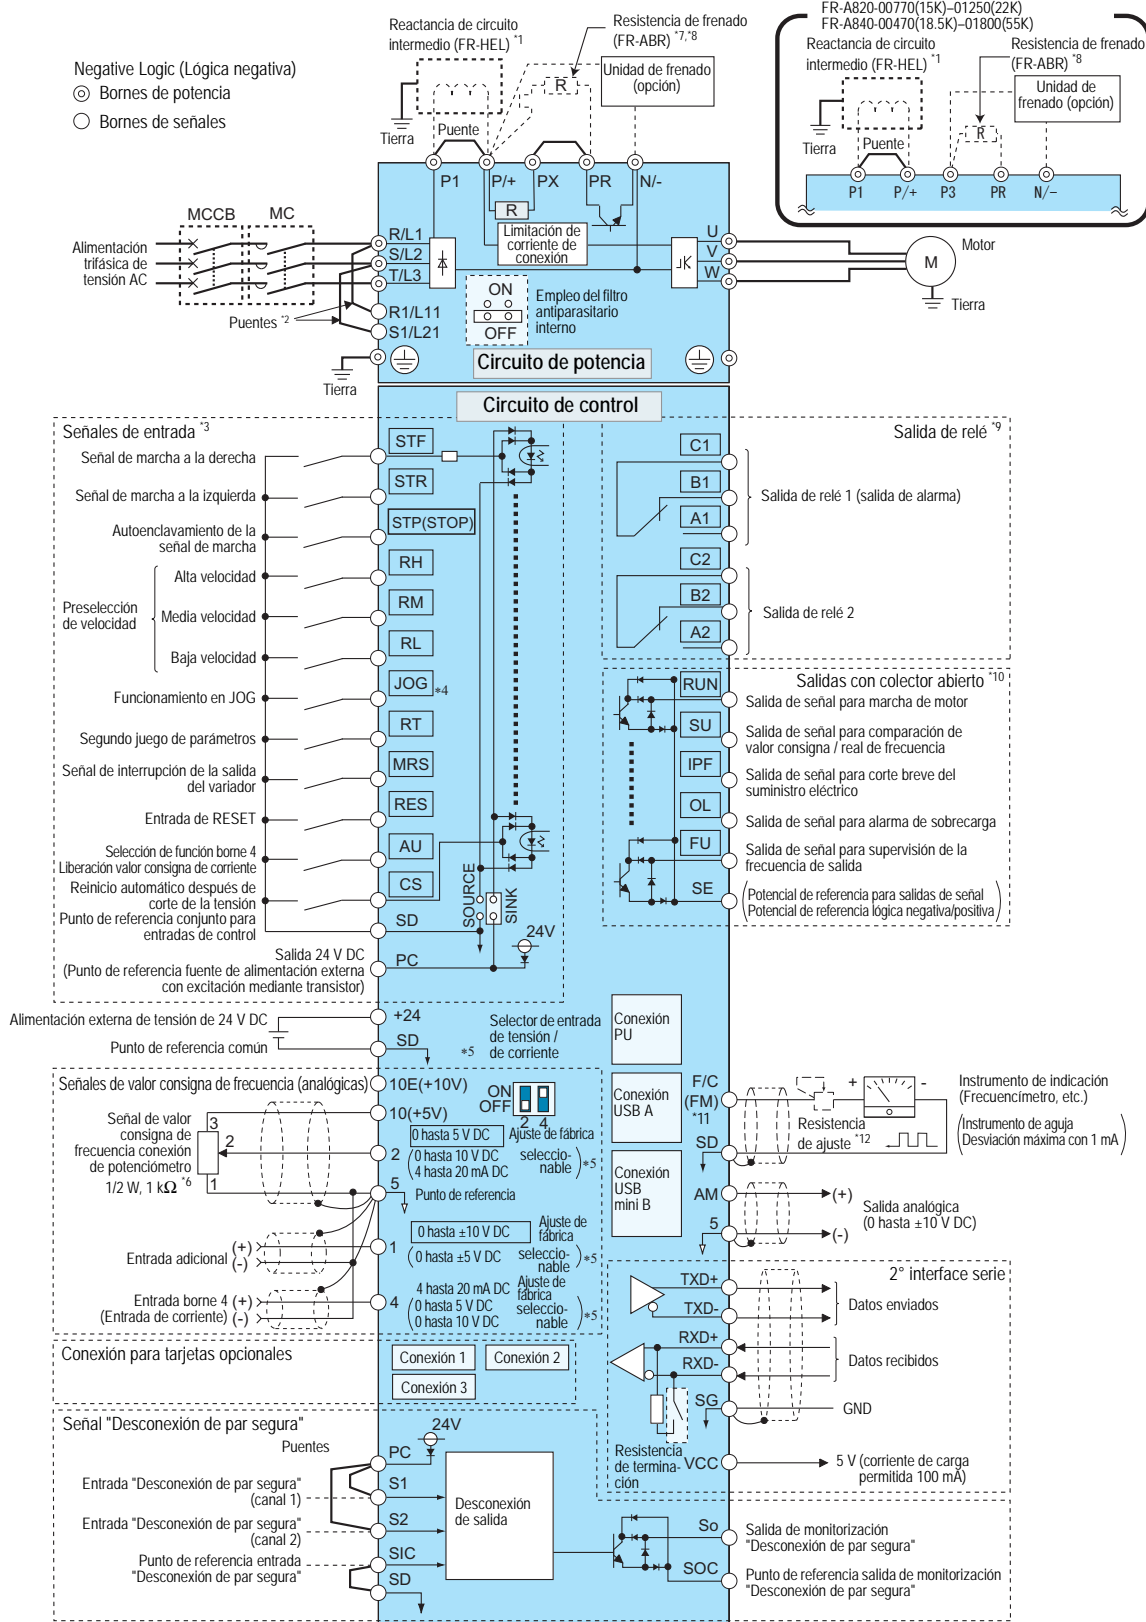 FR-A820-00770(15K)–01250(22K)
FR-A840-00470(18.5K)–01800(55K)
Reactancia de circuito
intermedio (FR-HEL) *1
Resistencia de frenado
(FR-ABR) *8
Unidad de
frenado (opción)
R
Tierra
Puente
P1
P/+
P3
PR
N/−
Reactancia de circuito
intermedio (FR-HEL) *1
Resistencia de frenado
(FR-ABR) *7,*8
Unidad de frenado
(opción)
R
Negative Logic (Lógica negativa)
Bornes de potencia
Bornes de señales
Tierra
Puente
P1
P/+
PX
PR
N/-
R
MCCB
MC
Alimentación
trifásica de
tensión AC
R/L1
S/L2
T/L3
Limitación de
corriente de
conexión
U
V
W
Motor
M
Tierra
Puentes *2
R1/L11
S1/L21
ON
OFF
Empleo del filtro
antiparasitario
interno
Tierra
Circuito de potencia
Circuito de control
Señales de entrada *3
Señal de marcha a la derecha
STF
Señal de marcha a la izquierda
STR
Autoenclavamiento de la
señal de marcha
STP(STOP)
Preselección
de velocidad
Alta velocidad
RH
Media velocidad
RM
Baja velocidad
RL
Funcionamiento en JOG
JOG *4
Segundo juego de parámetros
RT
Señal de interrupción de la salida
del variador
MRS
Entrada de RESET
RES
Selección de función borne 4
Liberación valor consigna de corriente
AU
Reinicio automático después de
corte de la tensión
CS
Punto de referencia conjunto para
entradas de control
SD
SOURCE
SINK
24V
Salida 24 V DC
(Punto de referencia fuente de alimentación externa
con excitación mediante transistor)
PC
Salida de relé *9
C1
B1
A1
Salida de relé 1 (salida de alarma)
C2
B2
A2
Salida de relé 2
Salidas con colector abierto *10
RUN
Salida de señal para marcha de motor
SU
Salida de señal para comparación de
valor consigna / real de frecuencia
IPF
Salida de señal para corte breve del
suministro eléctrico
OL
Salida de señal para alarma de sobrecarga
FU
Salida de señal para supervisión de la
frecuencia de salida
SE
(Potencial de referencia para salidas de señal
Potencial de referencia lógica negativa/positiva)
Alimentación externa de tensión de 24 V DC
+24
Punto de referencia común
SD
*5
Selector de entrada
de tensión /
de corriente
Conexión
PU
Señales de valor consigna de frecuencia (analógicas)
10E(+10V)
ON
OFF
2 4
Conexión
USB A
Señal de valor
consigna de
frecuencia conexión
de potenciómetro
1/2 W, 1 kΩ *6
3
2
1
10(+5V)
2
0 hasta 5 V DC
Ajuste de fábrica
(0 hasta 10 V DC
4 hasta 20 mA DC
seleccio-
nable) *5
5
Punto de referencia
Conexión
USB
mini B
Entrada adicional
(+)
(-)
1
0 hasta ±10 V DC
Ajuste de
fábrica
(0 hasta ±5 V DC
seleccio-
nable) *5
Entrada borne 4 (+)
(Entrada de corriente) (-)
4
4 hasta 20 mA DC
Ajuste de
fábrica
(0 hasta 5 V DC
0 hasta 10 V DC
seleccio-
nable) *5
F/C
(FM)
*11
SD
Resistencia
de ajuste *12
+
-
Instrumento de indicación
(Frecuencímetro, etc.)
(Instrumento de aguja
Desviación máxima con 1 mA)
AM
(+)
5
(-)
Salida analógica
(0 hasta ±10 V DC)
2° interface serie
TXD+
TXD-
Datos enviados
RXD+
RXD-
Datos recibidos
SG
GND
Resistencia
de termina-
ción
VCC
5 V (corriente de carga
permitida 100 mA)
Conexión para tarjetas opcionales
Conexión 1
Conexión 2
Conexión 3
Señal "Desconexión de par segura"
24V
Puentes
PC
Entrada "Desconexión de par segura"
(canal 1)
S1
Entrada "Desconexión de par segura"
(canal 2)
S2
Punto de referencia entrada
"Desconexión de par segura"
SIC
SD
Desconexión
de salida
So
Salida de monitorización
"Desconexión de par segura"
SOC
Punto de referencia salida de monitorización
"Desconexión de par segura"